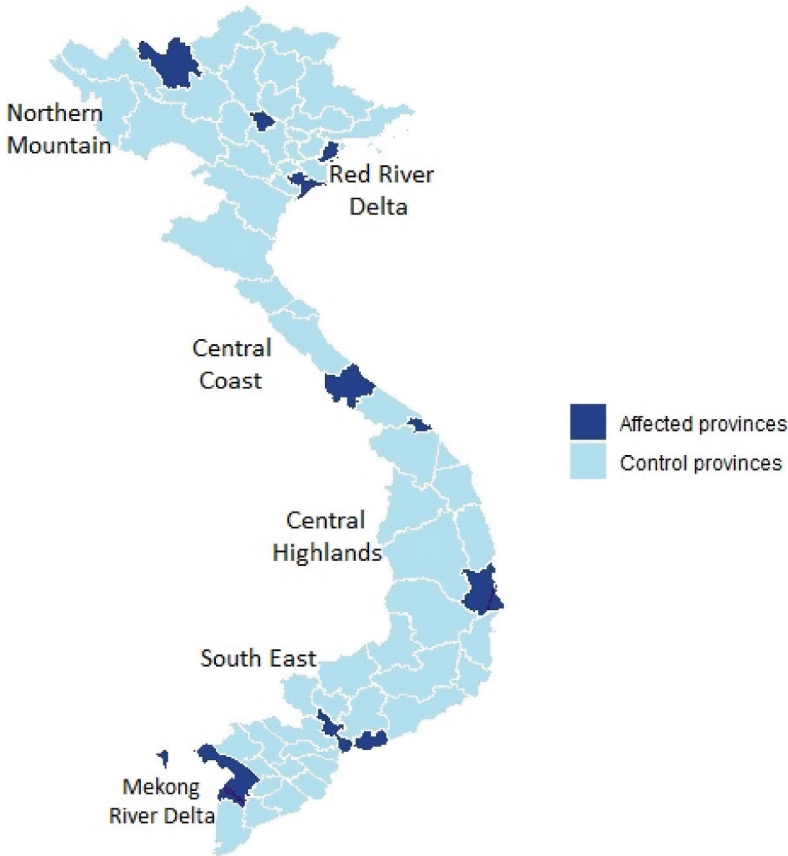 Northern
Mountain
Red River
Delta
Central
Coast
Affected provinces
Control provinces
Central
Highlands
South East
Mekong
River Delta